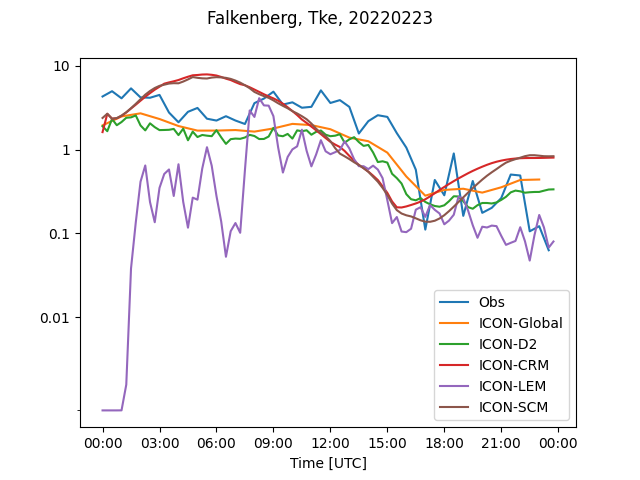 Falkenberg, Tke, 20220223
10
1
0.1
0.01
Obs
ICON-Global
ICON-D2
ICON-CRM
ICON-LEM
ICON-SCM
00:00 03:00 06:00 09:00 12:00 15:00 18:00 21:00 00:00
Time [UTC]